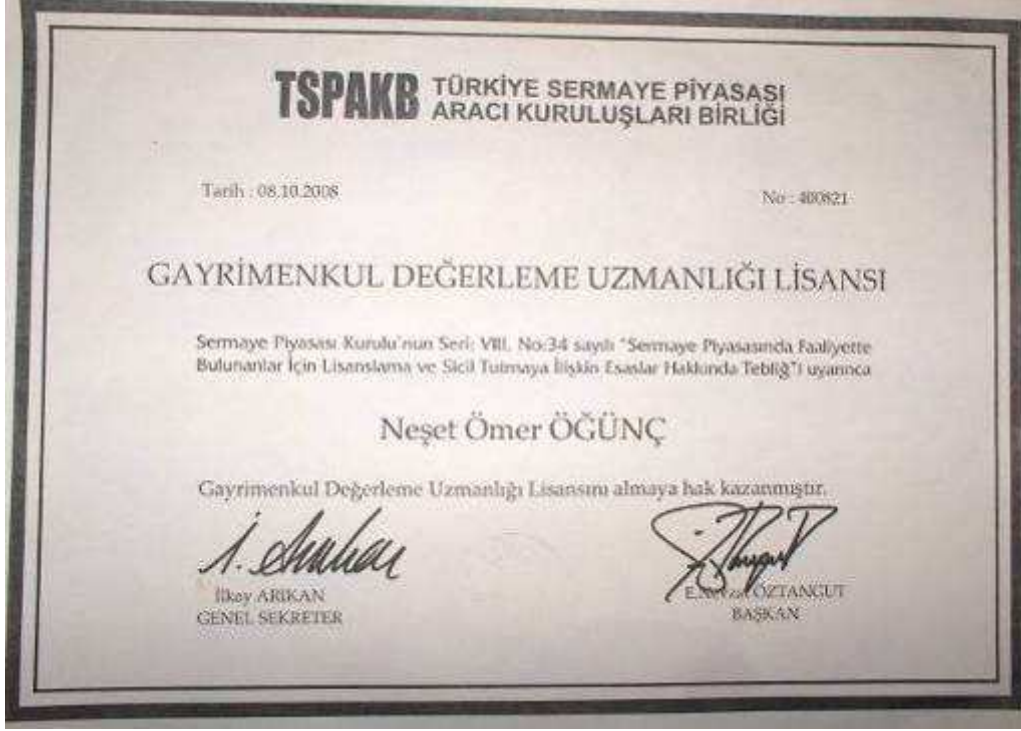 TSPAKB TÜRKİYE SERMAYE PİYASASI
ARACI KURULUŞLARI BİRLİĞİ
Tarih : 08.10.2008
No : 400821
GAYRİMENKUL DEĞERLEME UZMANLIĞI LİSANSI
Sermaye Piyasası Kurulu'nun Seri: VIII, No:34 sayılı "Sermaye Piyasasında Faaliyette
Bulunanlar İçin Lisanslama ve Sicil Tutmaya İlişkin Esaslar Hakkında Tebliğ"i uyarınca
Neşet Ömer ÖĞÜNÇ
Gayrimenkul Değerleme Uzmanlığı Lisansını almaya hak kazanmıştır.
İlkay ARIKAN
GENEL SEKRETER
E. ÖZTANGUT
BAŞKAN